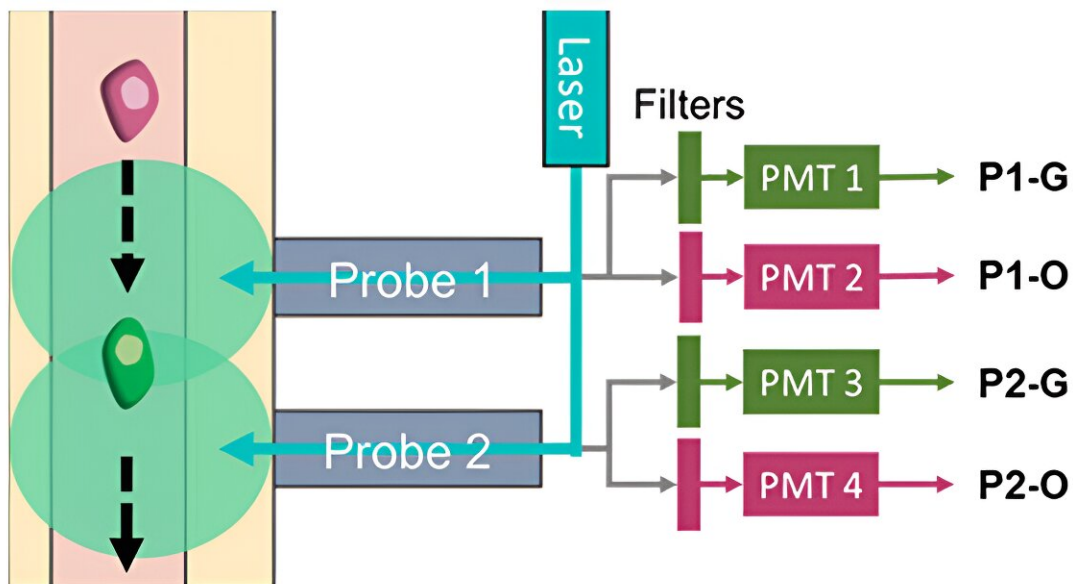 Laser
Filters
PMT 1
P1-G
Probe 1
PMT 2
P1-O
PMT 3
P2-G
Probe 2
PMT 4
P2-O